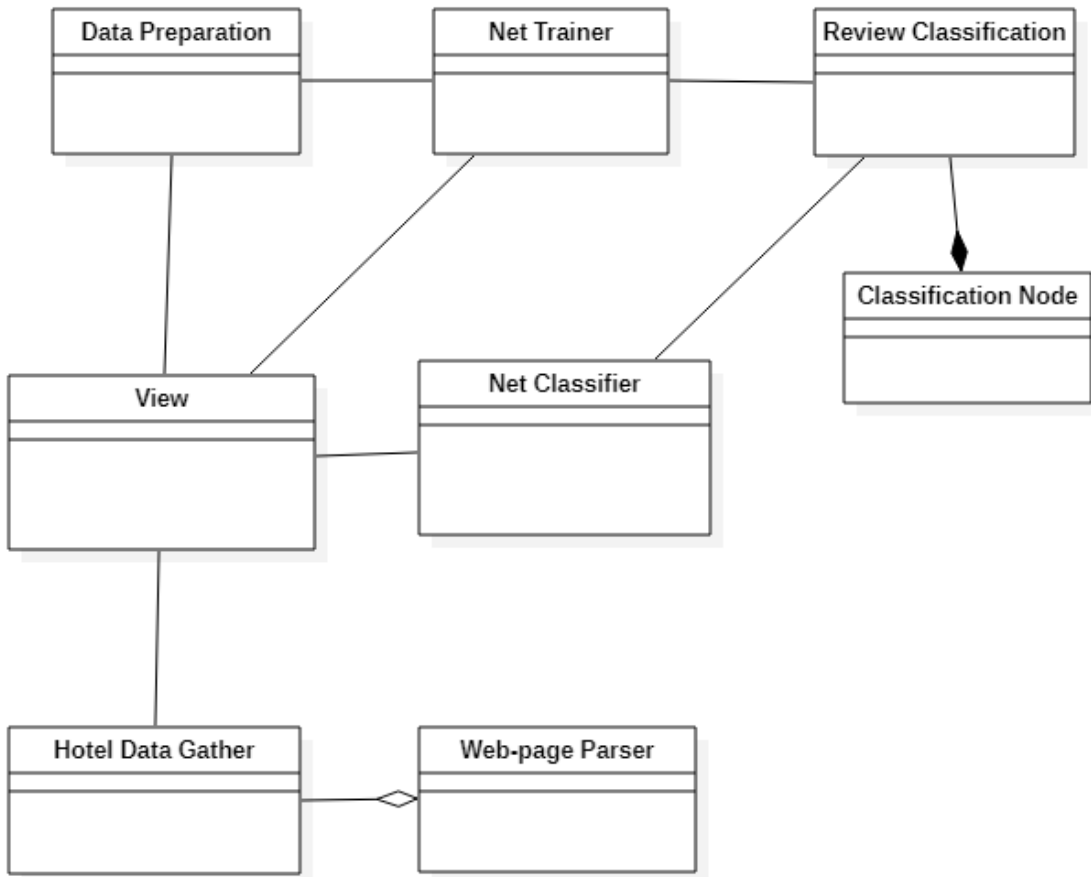 Data Preparation
Net Trainer
Review Classification
Classification Node
View
Net Classifier
Hotel Data Gather
Web-page Parser